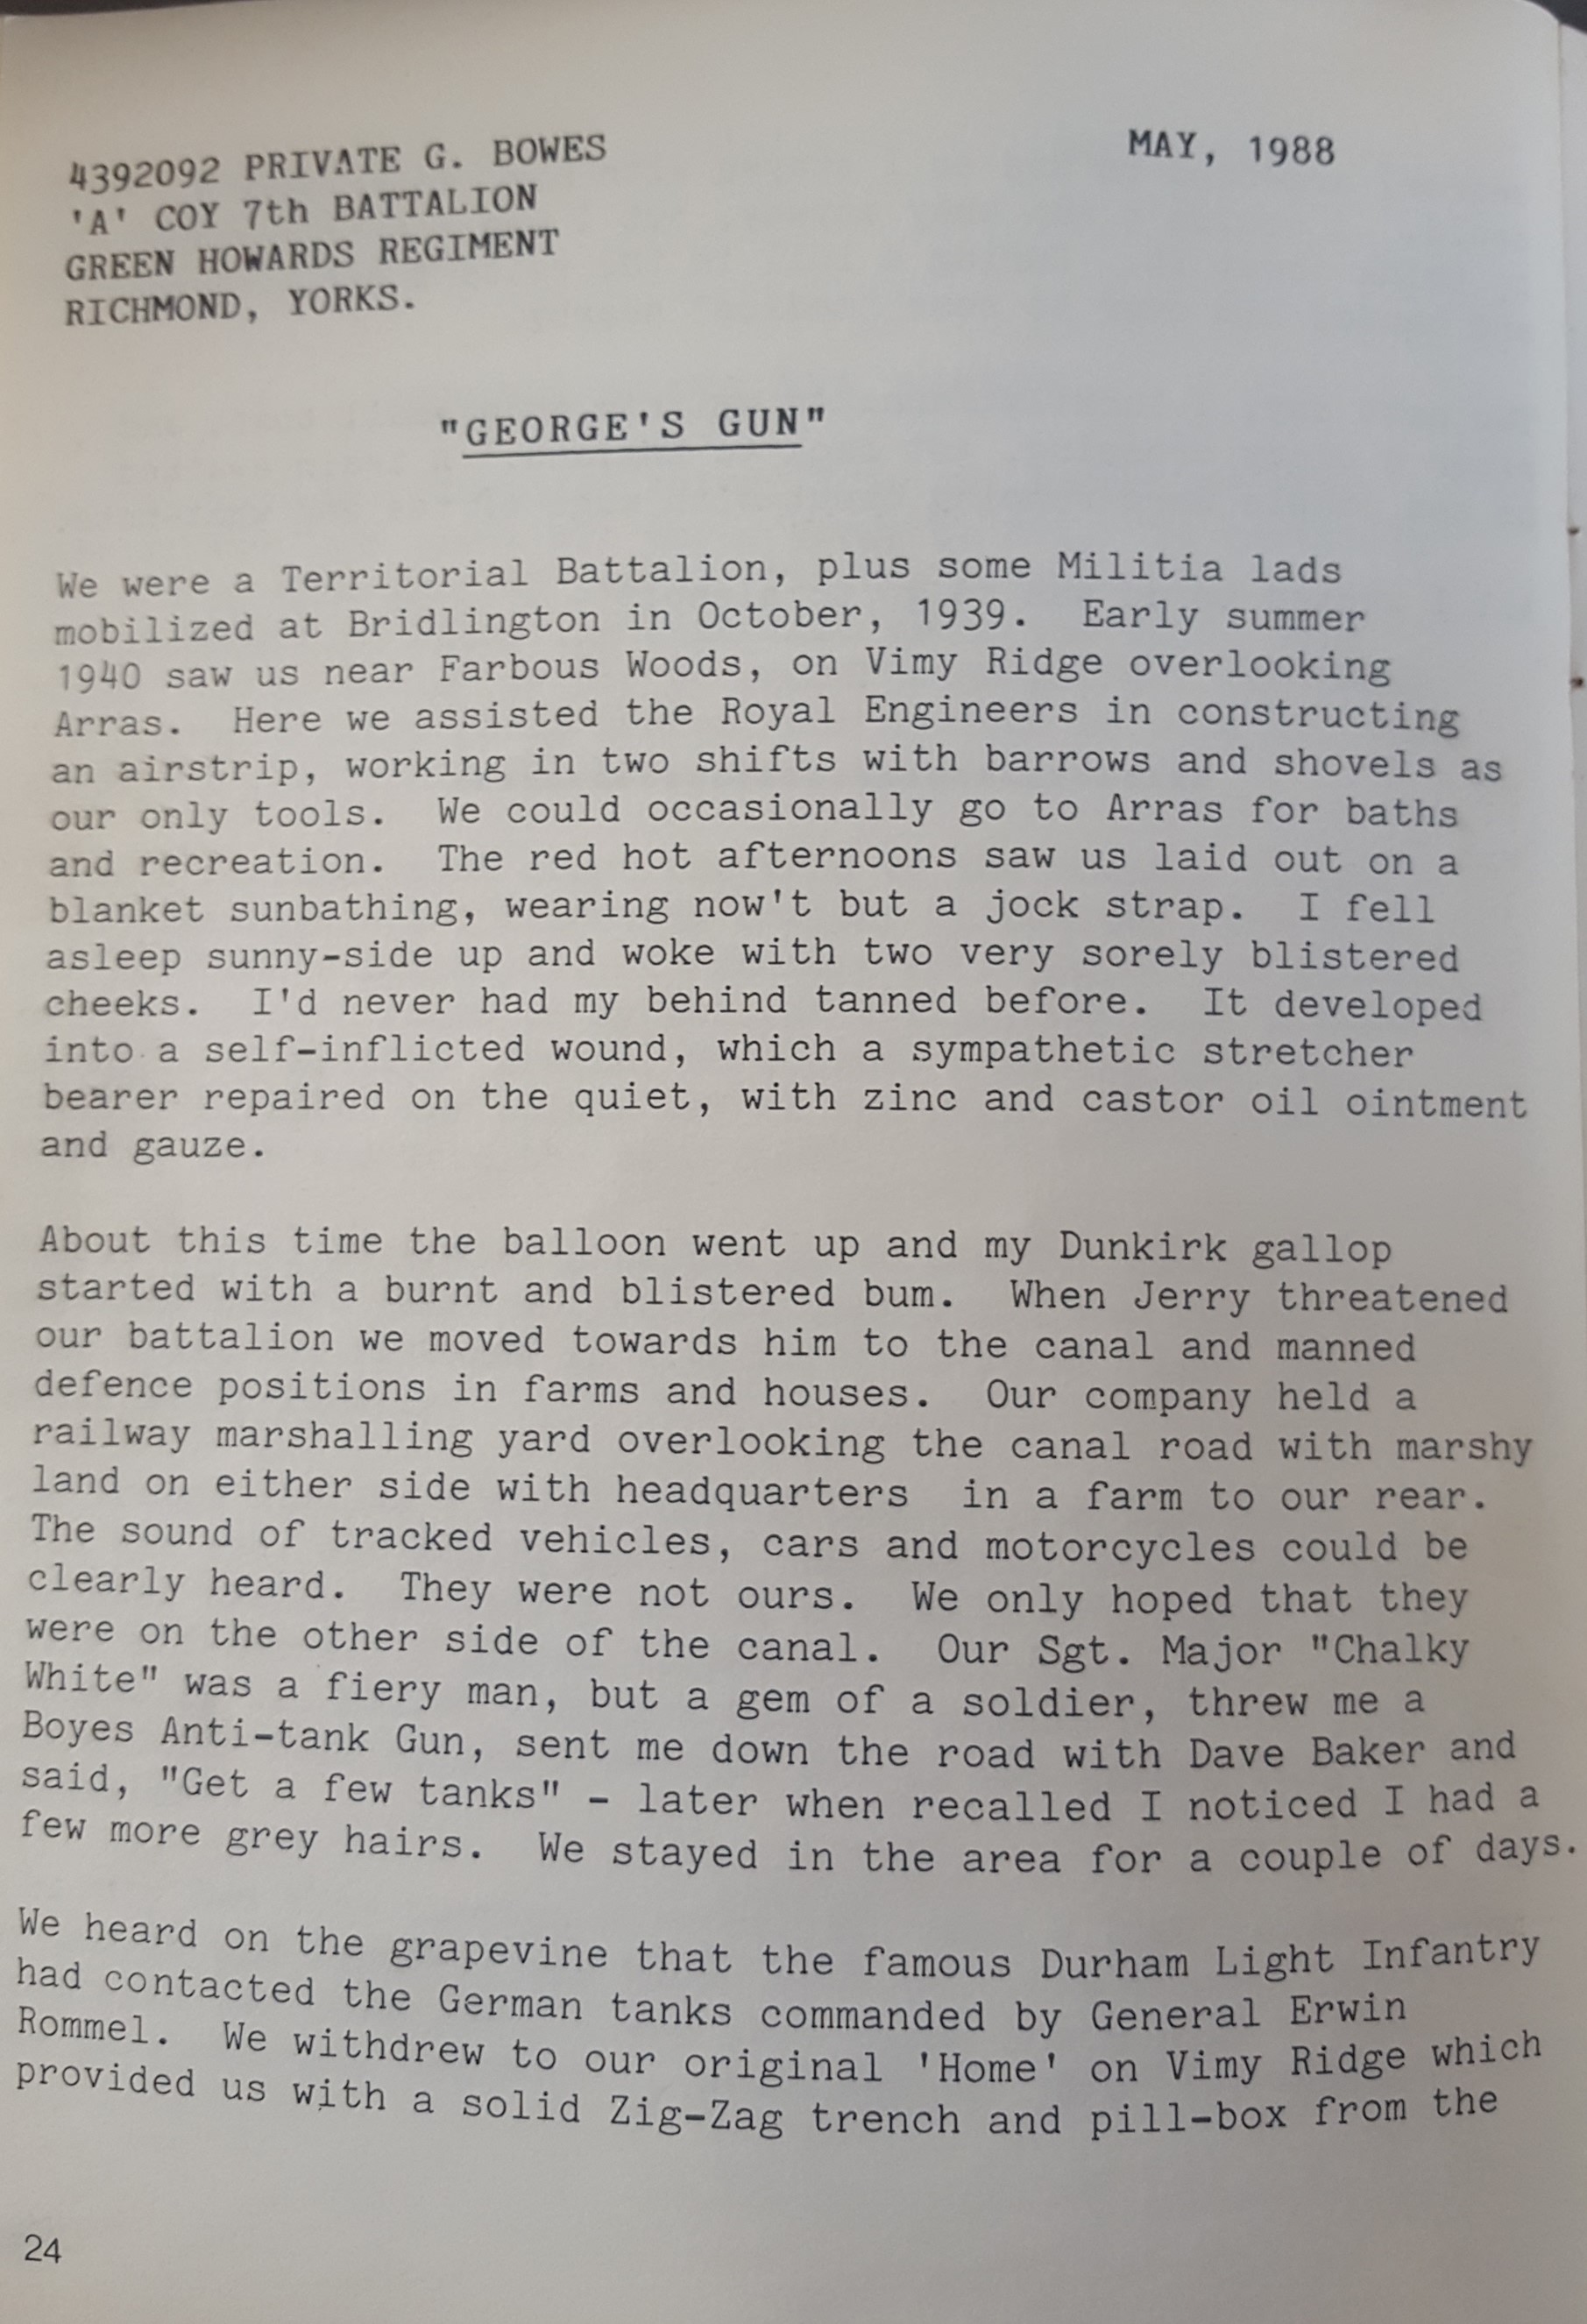 4392092 PRIVATE G. BOWES MAY, 1988
'A' COY 7th BATTALION
GREEN HOWARDS REGIMENT
RICHMOND, YORKS.
"GEORGE'S GUN"
We were a Territorial Battalion, plus some Militia lads
mobilized at Bridlington in October, 1939. Early summer
1940 saw us near Farbous Woods, on Vimy Ridge overlooking
Arras. Here we assisted the Royal Engineers in constructing
an airstrip, working in two shifts with barrows and shovels as
our only tools. We could occasionally go to Arras for baths
and recreation. The red hot afternoons saw us laid out on a
blanket sunbathing, wearing now't but a jock strap. I fell
asleep sunny-side up and woke with two very sorely blistered
cheeks. I'd never had my behind tanned before. It developed
into a self-inflicted wound, which a sympathetic stretcher
bearer repaired on the quiet, with zinc and castor oil ointment
and gauze.
About this time the balloon went up and my Dunkirk gallop
started with a burnt and blistered bum. When Jerry threatened
our battalion we moved towards him to the canal and manned
defence positions in farms and houses. Our company held a
railway marshalling yard overlooking the canal road with marshy
land on either side with headquarters in a farm to our rear.
The sound of tracked vehicles, cars and motorcycles could be
clearly heard. They were not ours. We only hoped that they
were on the other side of the canal. Our Sgt. Major "Chalky
White" was a fiery man, but a gem of a soldier, threw me a
Boyes Anti-tank Gun, sent me down the road with Dave Baker and
said, "Get a few tanks" - later when recalled I noticed I had a
few more grey hairs. We stayed in the area for a couple of days.
We heard on the grapevine that the famous Durham Light Infantry
had contacted the German tanks commanded by General Erwin
Rommel. We withdrew to our original 'Home' on Vimy Ridge which
provided us with a solid Zig-Zag trench and pill-box from the
24